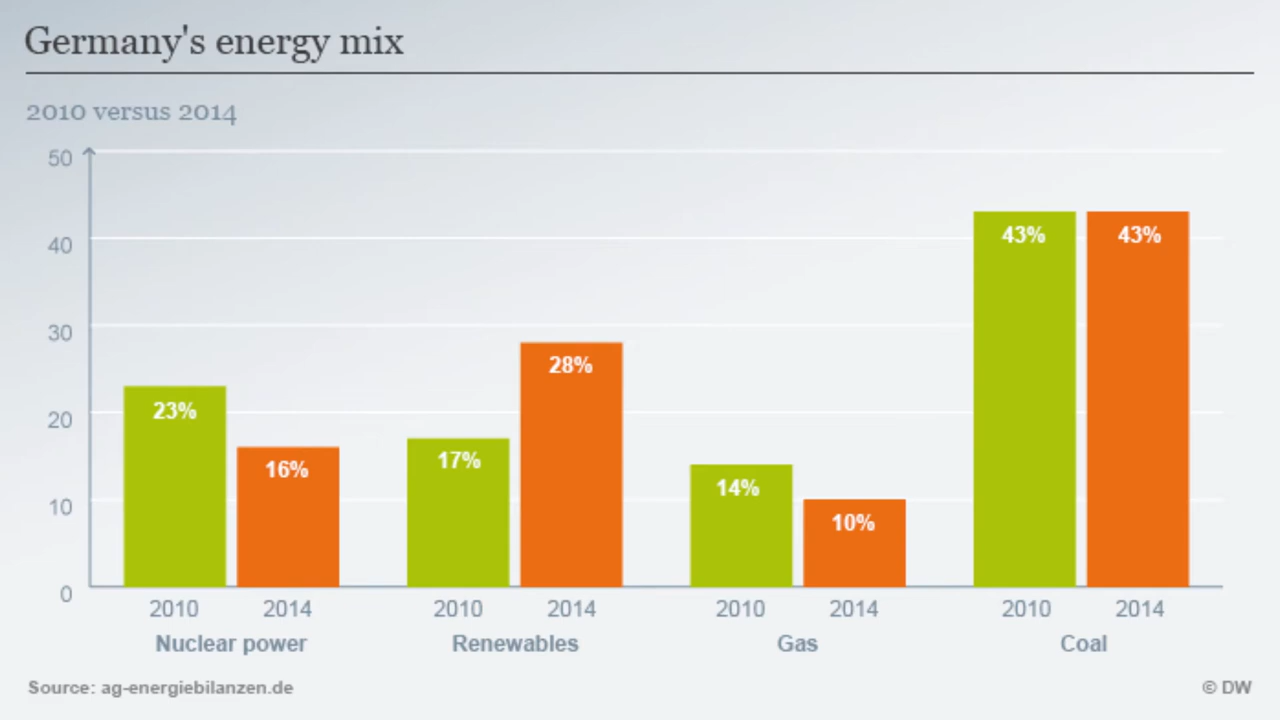 Germany's energy mix
2010 versus 2014
50
40
30
20
10
0
23%
16%
17%
28%
14%
10%
43%
43%
2010 2014 2010 2014 2010 2014 2010 2014
Nuclear power Renewables Gas Coal
Source: ag-energiebilanzen.de © DW